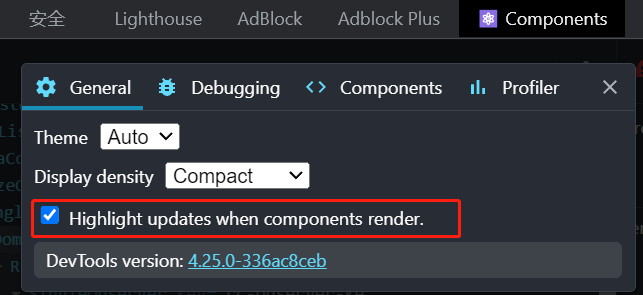 安全 Lighthouse AdBlock Adblock Plus Components
General Debugging Components Profiler
Theme Auto
Display density Compact
Highlight updates when components render.
DevTools version: 4.25.0-336ac8ceb